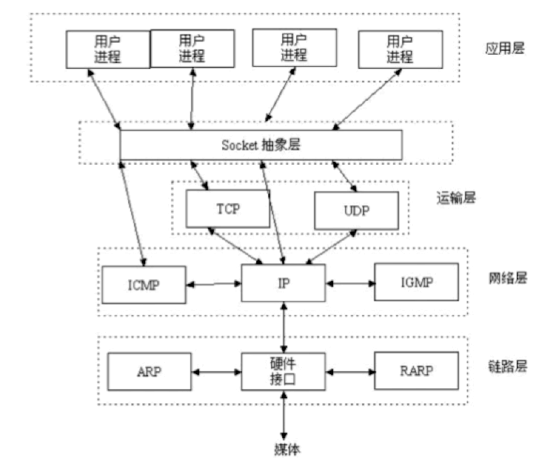 用户 用户 用户 用户
进程 进程 进程 进程
应用层
Socket 抽象层
运输层
TCP
UDP
网络层
ICMP
IP
IGMP
链路层
ARP
硬件
接口
RARP
媒体